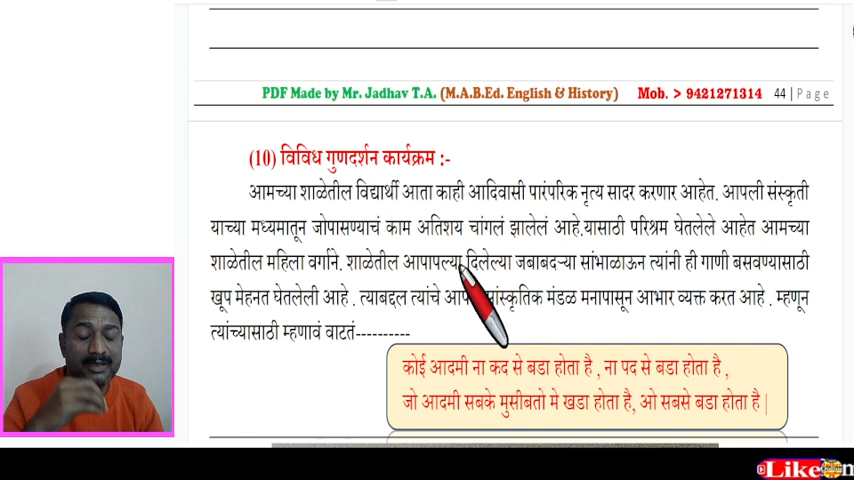 PDF Made by Mr. Jadhav T.A. (M.A.B.Ed. English & History) Mob. > 9421271314 44 | Page
(10) विविध गुणदर्शन कार्यक्रम :-
आमच्या शाळेतील विद्यार्थी आता काही आदिवासी पारंपरिक नृत्य सादर करणार आहेत. आपली संस्कृती
याच्या मध्यमातून जोपासण्याचं काम अतिशय चांगलं झालेलं आहे.यासाठी परिश्रम घेतलेले आहेत आमच्या
शाळेतील महिला वर्गाने. शाळेतील आपापल्या दिलेल्या जबाबदऱ्या सांभाळाऊन त्यांनी ही गाणी बसवण्यासाठी
खूप मेहनत घेतलेली आहे . त्याबद्दल त्यांचे सांस्कृतिक मंडळ मनापासून आभार व्यक्त करत आहे . म्हणून
त्यांच्यासाठी म्हणावं वाटतं----------
कोई आदमी ना कद से बडा होता है , ना पद से बडा होता है ,
जो आदमी सबके मुसीबतो मे खडा होता है, ओ सबसे बडा होता है |
Like